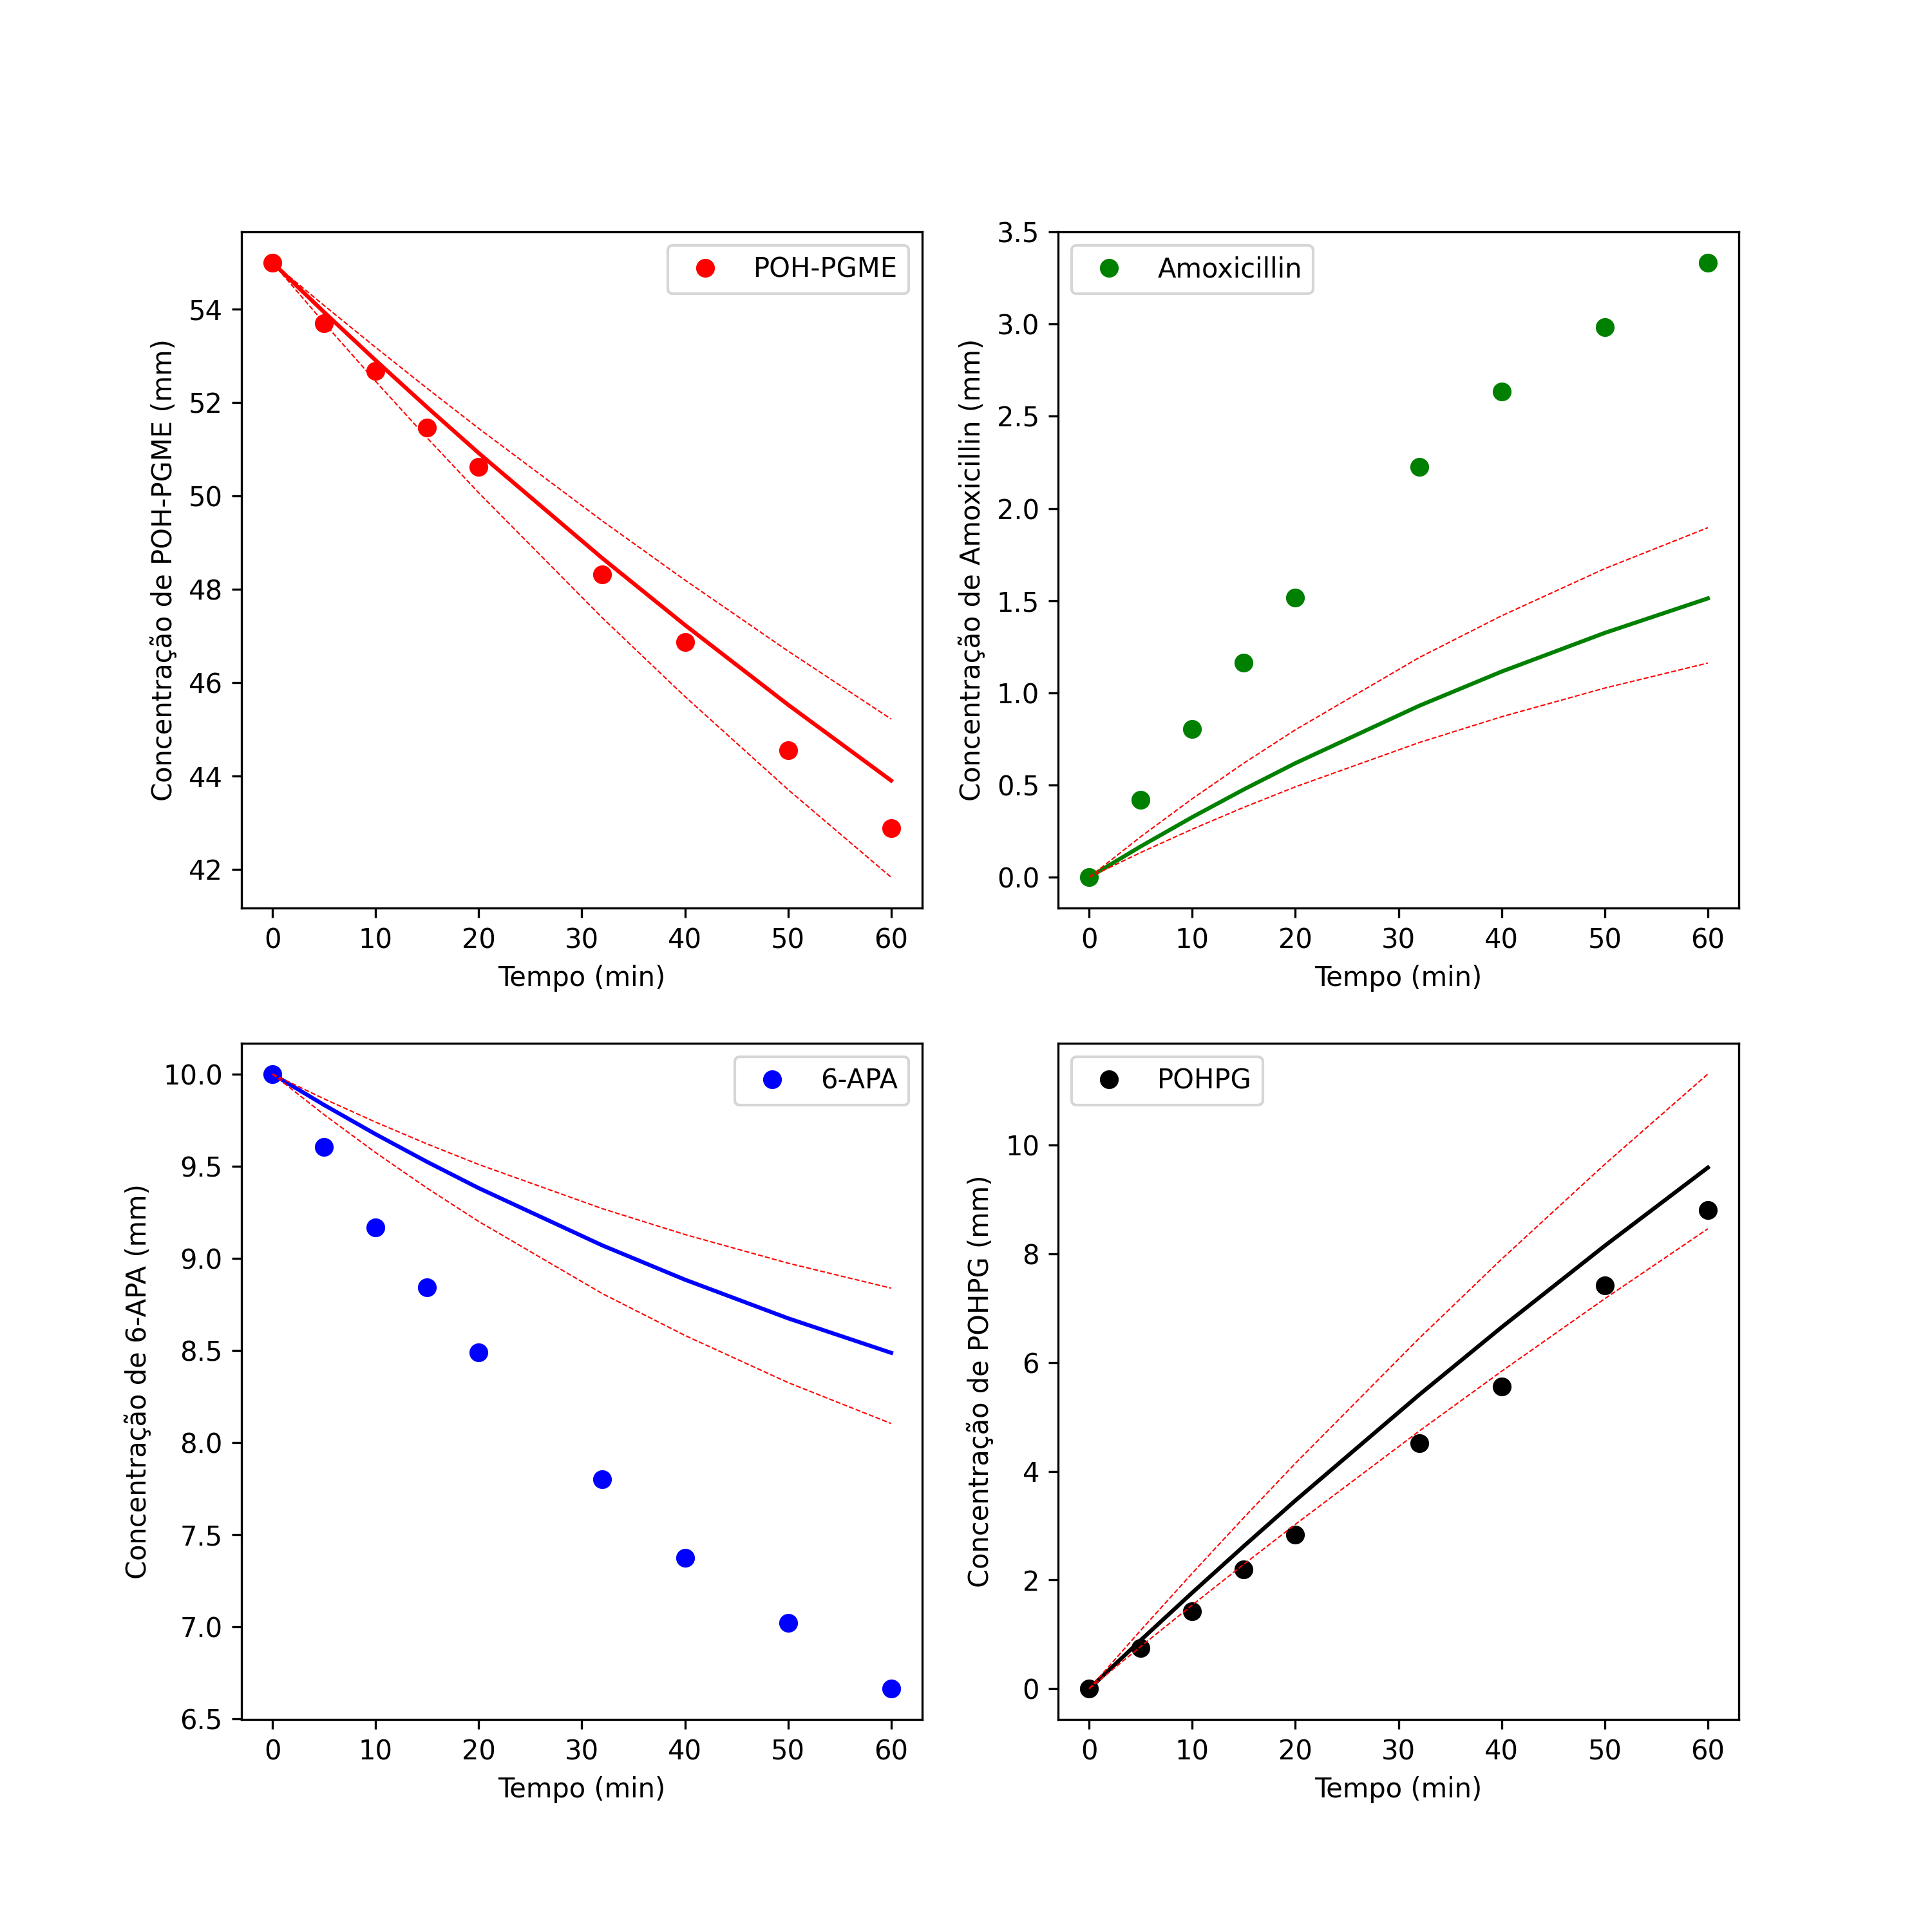 POH-PGME
Concentração de POH-PGME (mm)
54
52
50
48
46
44
42
0 10 20 30 40 50 60
Tempo (min)
Amoxicillin
Concentração de Amoxicillin (mm)
3.5
3.0
2.5
2.0
1.5
1.0
0.5
0.0
0 10 20 30 40 50 60
Tempo (min)
6-APA
Concentração de 6-APA (mm)
10.0
9.5
9.0
8.5
8.0
7.5
7.0
6.5
0 10 20 30 40 50 60
Tempo (min)
POHPG
Concentração de POHPG (mm)
10
8
6
4
2
0
0 10 20 30 40 50 60
Tempo (min)